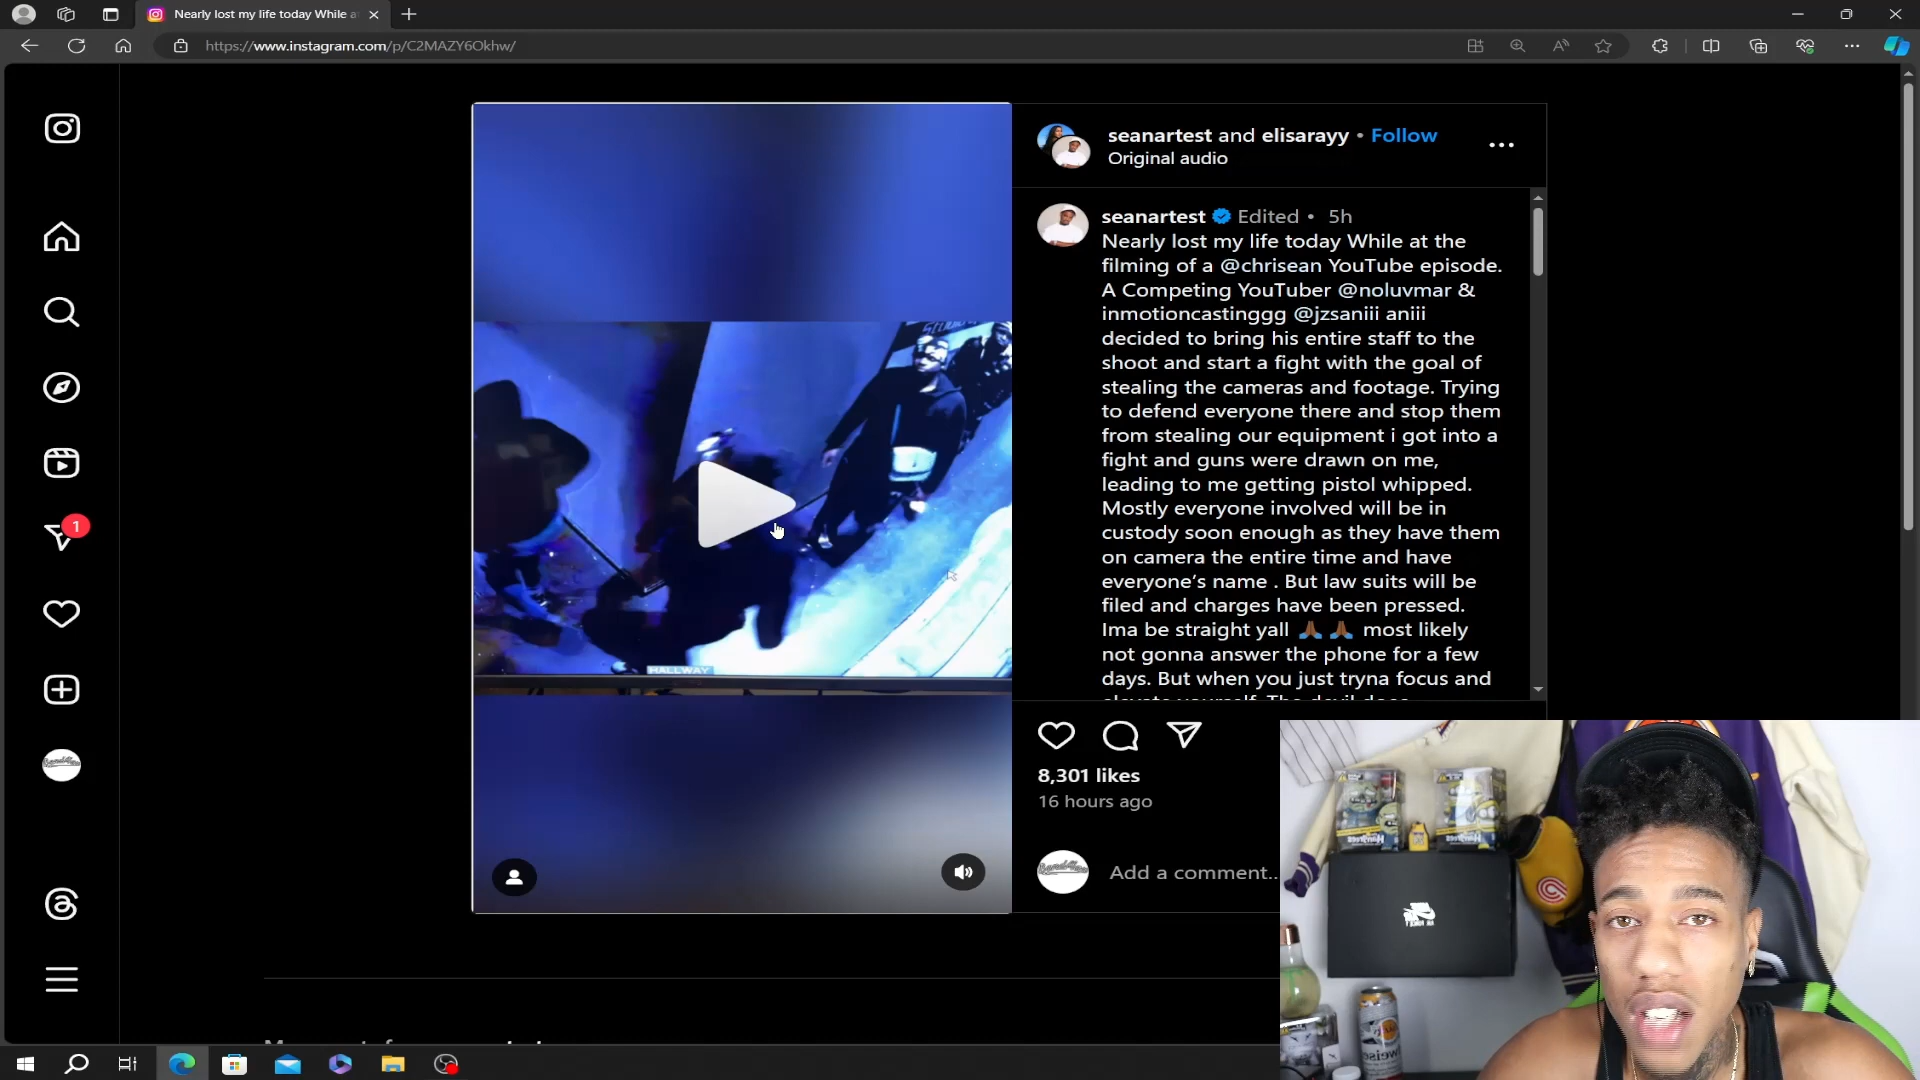 Nearly lost my life today While a
https://www.instagram.com/p/C2MAZY6Okhw/
seanartest and elisarayy • Follow
Original audio
seanartest Edited • 5h
Nearly lost my life today While at the
filming of a @chrisean YouTube episode.
A Competing YouTuber @noluvmar &
inmotioncastinggg @jzsaniii aniii
decided to bring his entire staff to the
shoot and start a fight with the goal of
stealing the cameras and footage. Trying
to defend everyone there and stop them
from stealing our equipment i got into a
fight and guns were drawn on me,
leading to me getting pistol whipped.
Mostly everyone involved will be in
custody soon enough as they have them
on camera the entire time and have
everyone's name . But law suits will be
filed and charges have been pressed.
Ima be straight yall 🙏🏾 🙏🏾 most likely
not gonna answer the phone for a few
days. But when you just tryna focus and
HALLWAY
1
8,301 likes
16 hours ago
Add a comment...